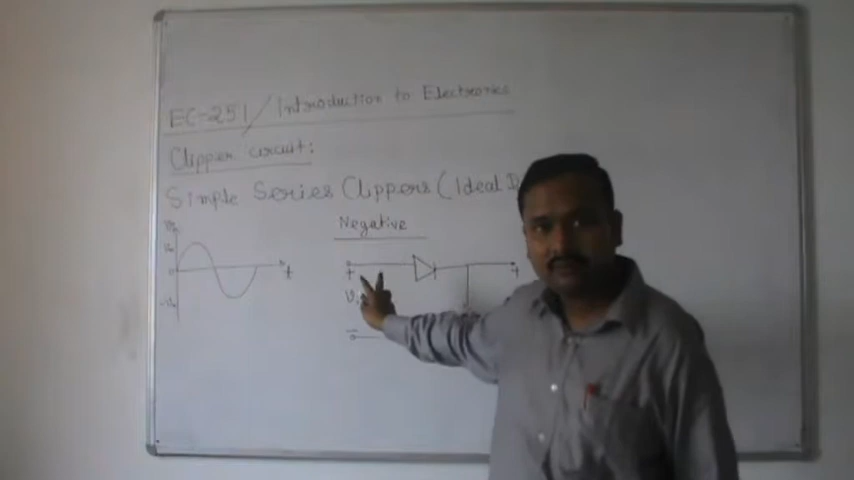 EC-251/Introduction to Electronics
Clipper circuit:
Simple Series Clippers (Ideal
Negative
+ +
t
-